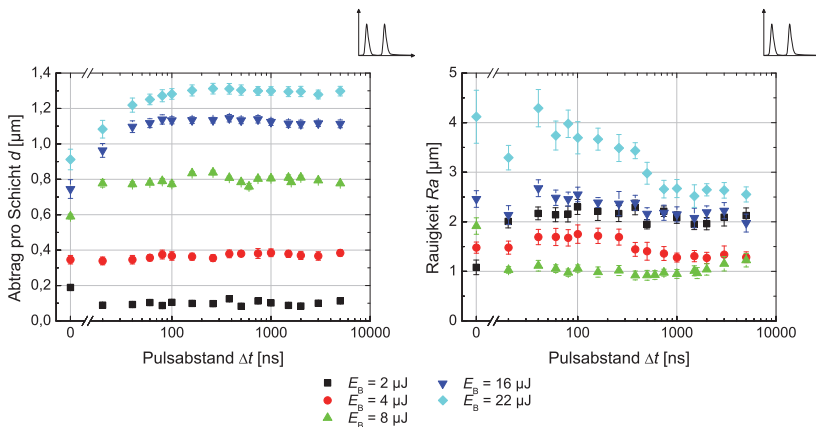 1,4
1,2
1,0
0,8
0,6
0,4
0,2
0,0
Abtrag pro Schicht d [µm]
0 100 1000 10000
Pulsabstand Δt [ns]
5
4
3
2
1
0
Rauigkeit Ra [µm]
0 100 1000 10000
Pulsabstand Δt [ns]
E_B = 2 µJ
E_B = 4 µJ
E_B = 8 µJ
E_B = 16 µJ
E_B = 22 µJ